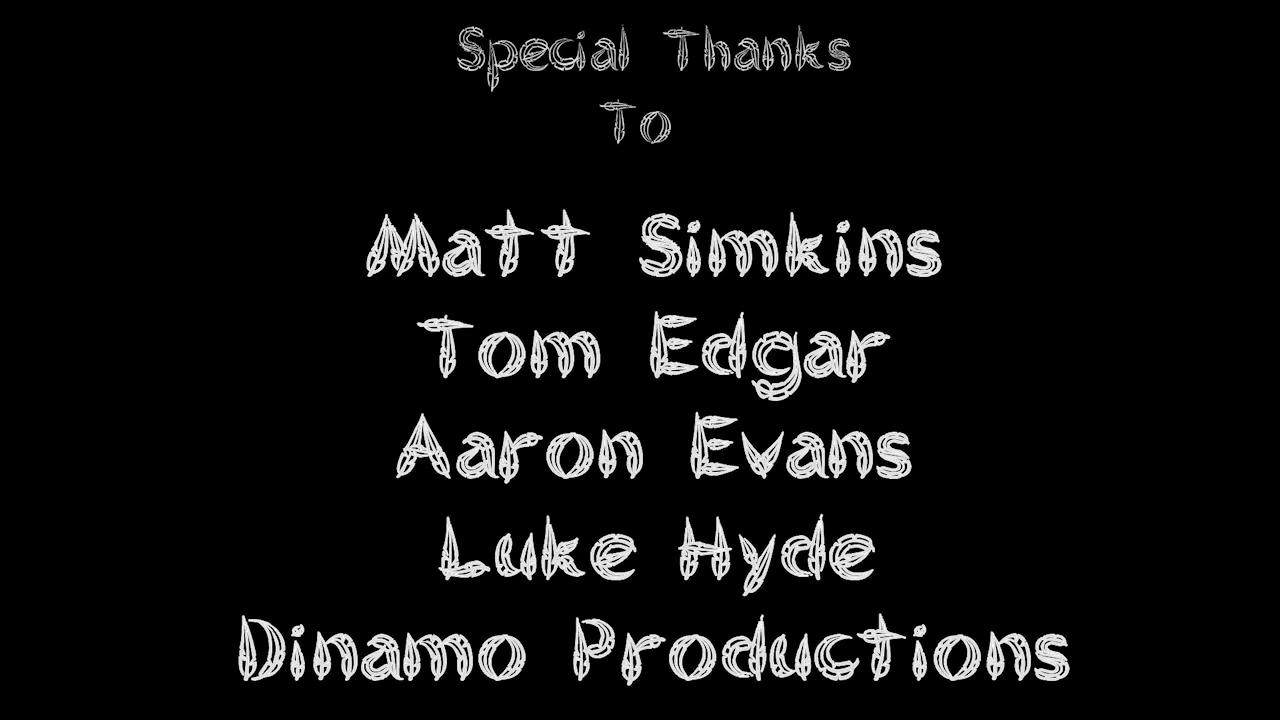 Special Thanks
To
Matt Simkins
Tom Edgar
Aaron Evans
Luke Hyde
Dinamo Productions